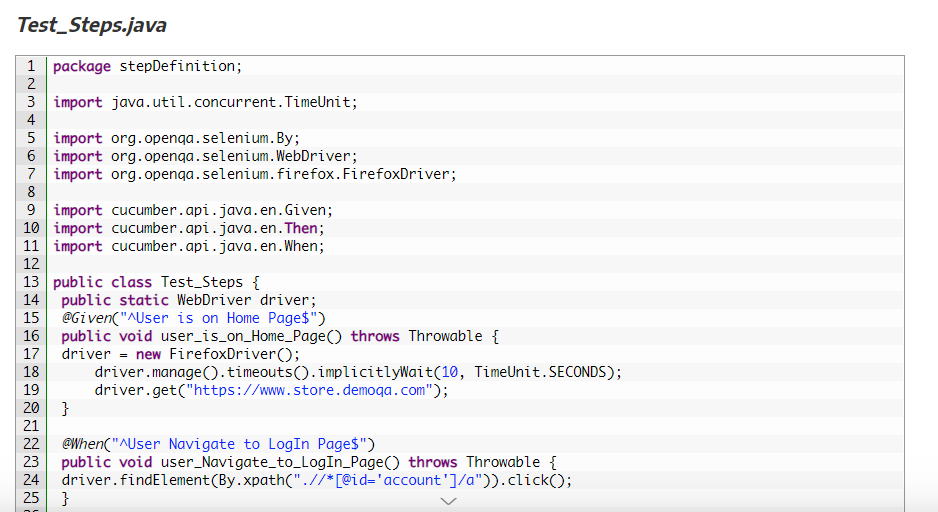 Test_Steps.java
1 package stepDefinition;
2
3 import java.util.concurrent.TimeUnit;
4
5 import org.openqa.selenium.By;
6 import org.openqa.selenium.WebDriver;
7 import org.openqa.selenium.firefox.FirefoxDriver;
8
9 import cucumber.api.java.en.Given;
10 import cucumber.api.java.en.Then;
11 import cucumber.api.java.en.When;
12
13 public class Test_Steps {
14 public static WebDriver driver;
15 @Given("^User is on Home Page$")
16 public void user_is_on_Home_Page() throws Throwable {
17 driver = new FirefoxDriver();
18 driver.manage().timeouts().implicitlyWait(10, TimeUnit.SECONDS);
19 driver.get("https://www.store.demoqa.com");
20 }
21
22 @When("^User Navigate to LogIn Page$")
23 public void user_Navigate_to_LogIn_Page() throws Throwable {
24 driver.findElement(By.xpath(".//*[@id='account']/a")).click();
25 }